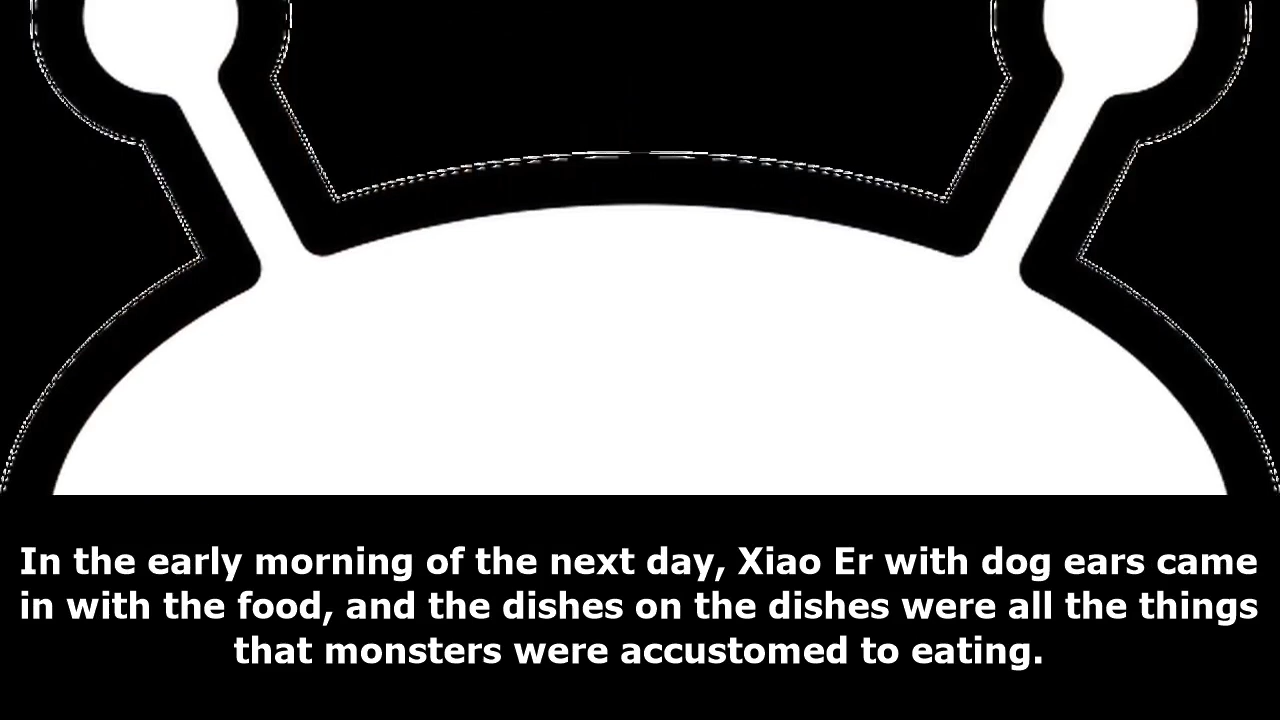 In the early morning of the next day, Xiao Er with dog ears came
in with the food, and the dishes on the dishes were all the things
that monsters were accustomed to eating.